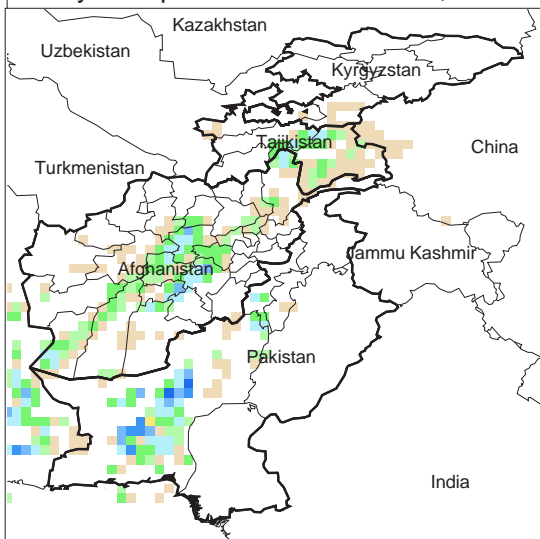 Kazakhstan
Uzbekistan
Kyrgyzstan
Tajikistan
China
Turkmenistan
Jammu Kashmir
Afghanistan
Pakistan
India